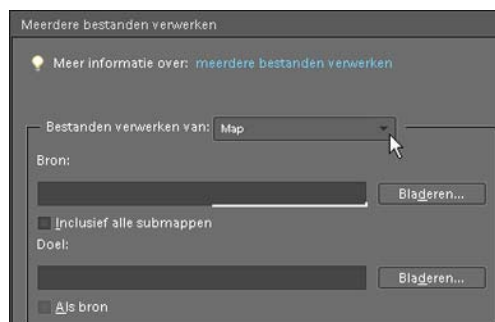 Meerdere bestanden verwerken
Meer informatie over: meerdere bestanden verwerken
Bestanden verwerken van: Map
Bron:
Bladeren...
Inclusief alle submappen
Doel:
Bladeren...
Als bron